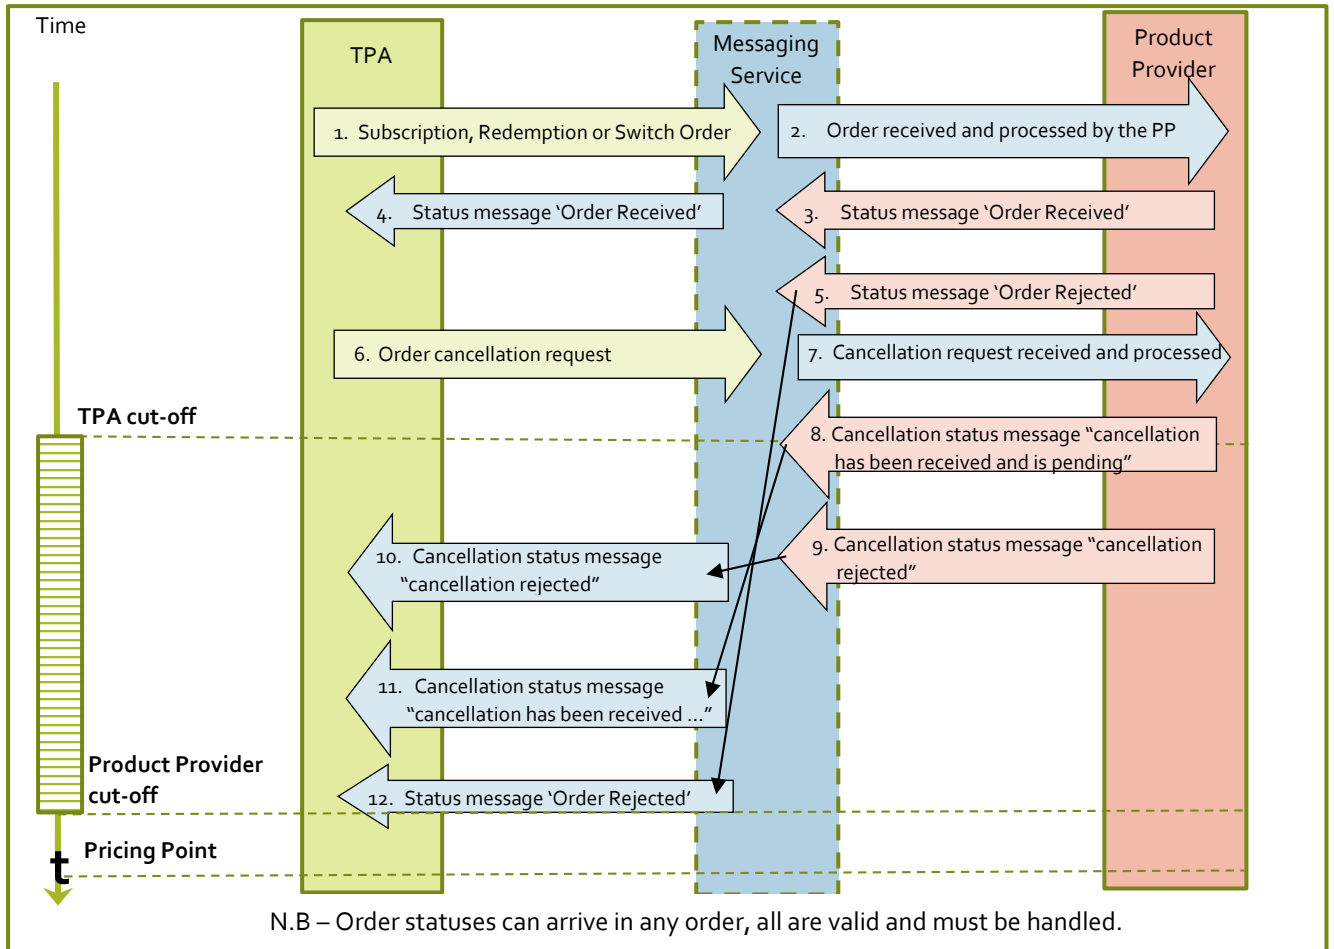 Time
TPA
Messaging
Service
Product
Provider
1. Subscription, Redemption or Switch Order
2. Order received and processed by the PP
4. Status message ‘Order Received’
3. Status message ‘Order Received’
5. Status message ‘Order Rejected’
6. Order cancellation request
7. Cancellation request received and processed
TPA cut-off
8. Cancellation status message “cancellation
has been received and is pending”
9. Cancellation status message “cancellation
rejected”
10. Cancellation status message
“cancellation rejected”
11. Cancellation status message
“cancellation has been received ...”
Product Provider
cut-off
12. Status message ‘Order Rejected’
Pricing Point
t
N.B – Order statuses can arrive in any order, all are valid and must be handled.